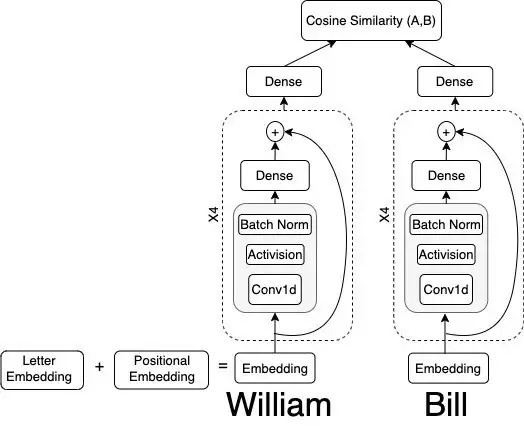 Cosine Similarity (A,B)
Dense
Dense
+
+
Dense
Dense
X4
X4
Batch Norm
Batch Norm
Activision
Activision
Conv1d
Conv1d
Letter
Embedding
+
Positional
Embedding
=
Embedding
Embedding
William
Bill